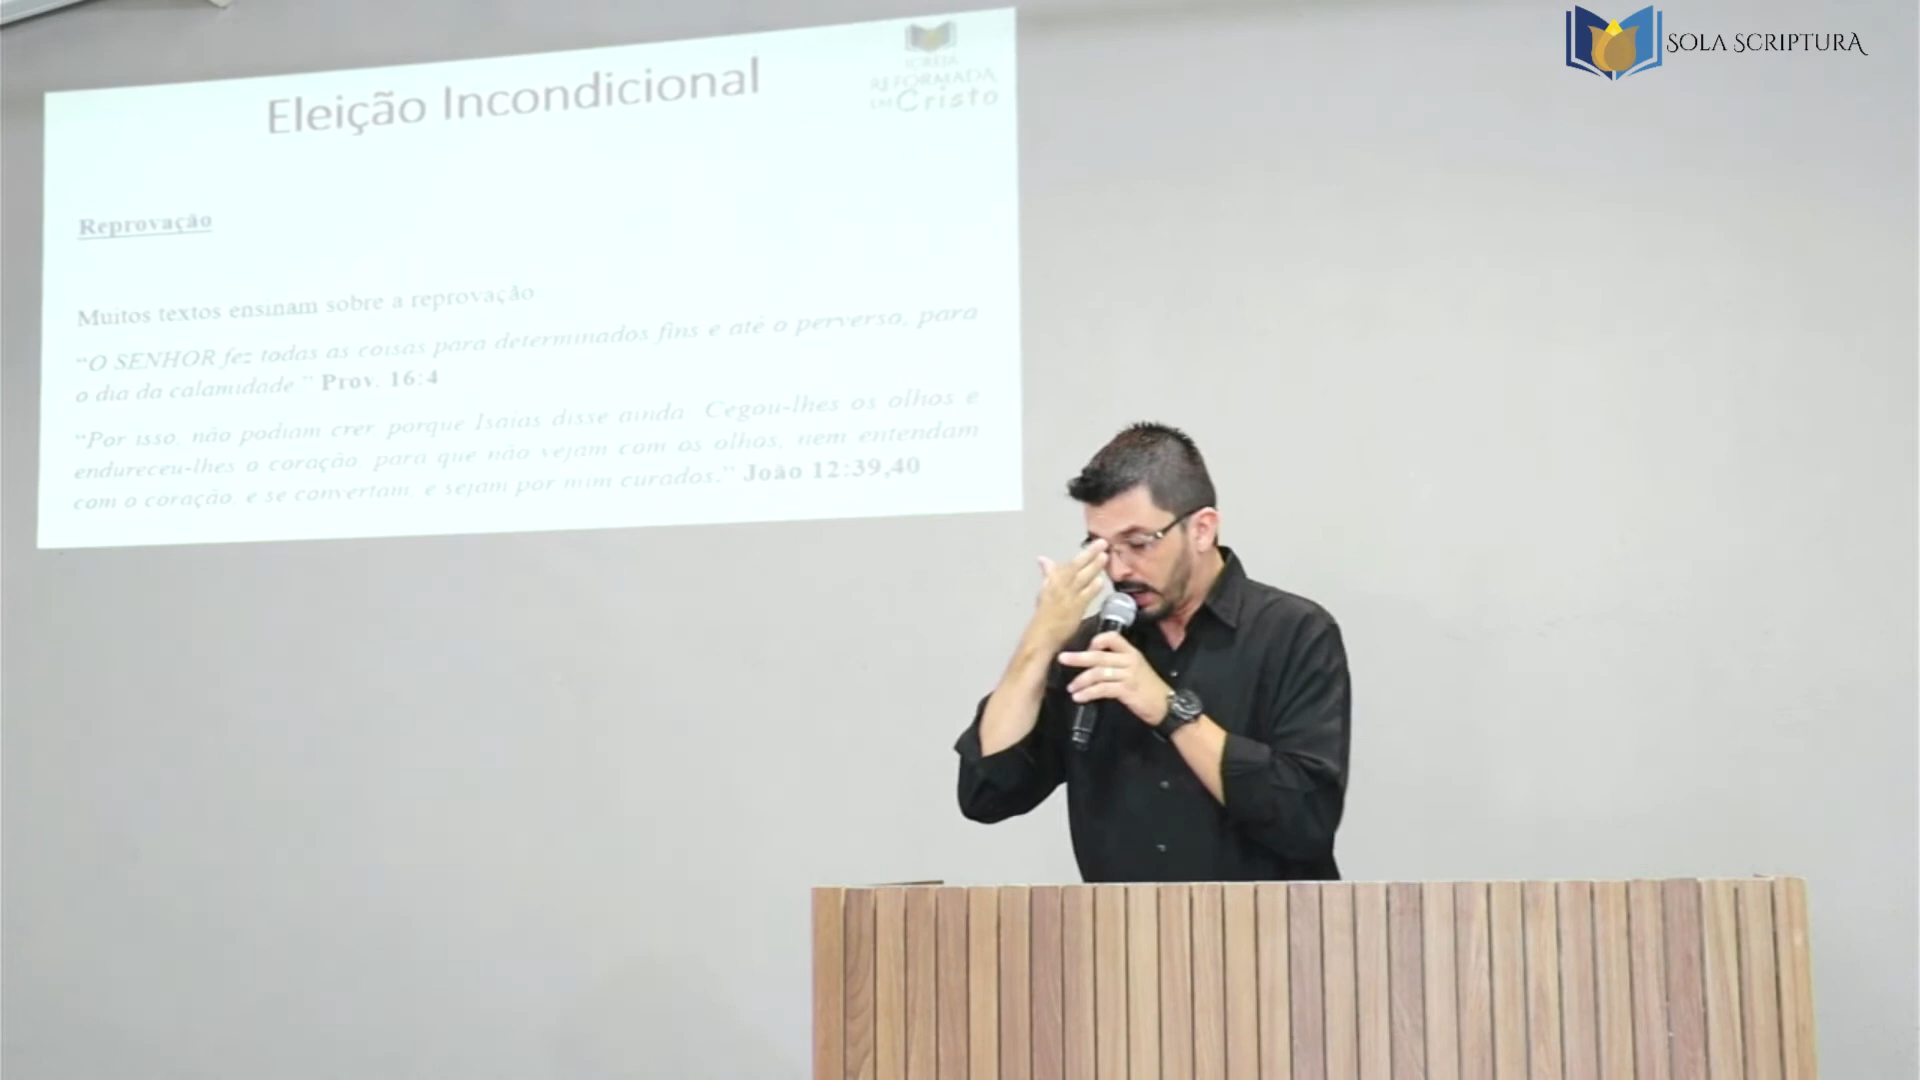 SOLA SCRIPTURA
IGREJA
REFORMADA
EM Cristo
Eleição Incondicional
Reprovação
Muitos textos ensinam sobre a reprovação
“O SENHOR fez todas as coisas para determinados fins e até o perverso, para
o dia da calamidade.” Prov. 16:4
“Por isso, não podiam crer, porque Isaías disse ainda: Cegou-lhes os olhos e
endureceu-lhes o coração, para que não vejam com os olhos, nem entendam
com o coração, e se convertam, e sejam por mim curados.” João 12:39,40